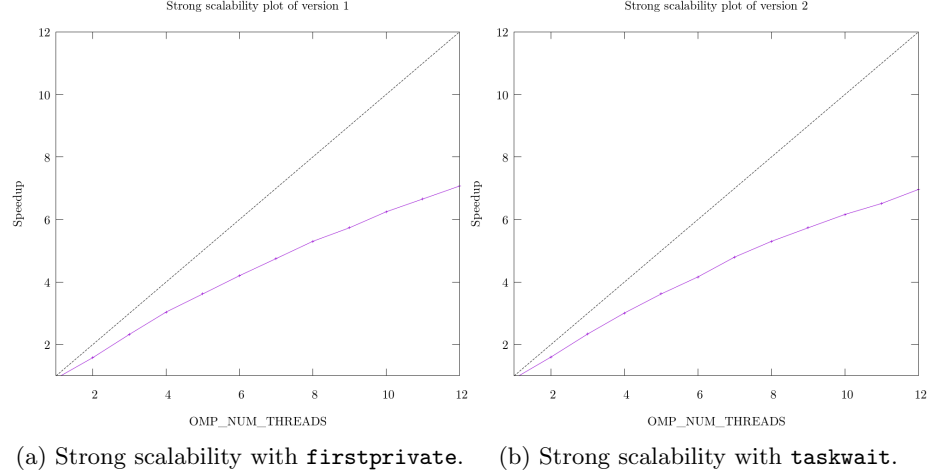 Strong scalability plot of version 1
12
10
8
6
4
2
Speedup
2 4 6 8 10 12
OMP_NUM_THREADS
(a) Strong scalability with firstprivate.
Strong scalability plot of version 2
12
10
8
6
4
2
Speedup
2 4 6 8 10 12
OMP_NUM_THREADS
(b) Strong scalability with taskwait.